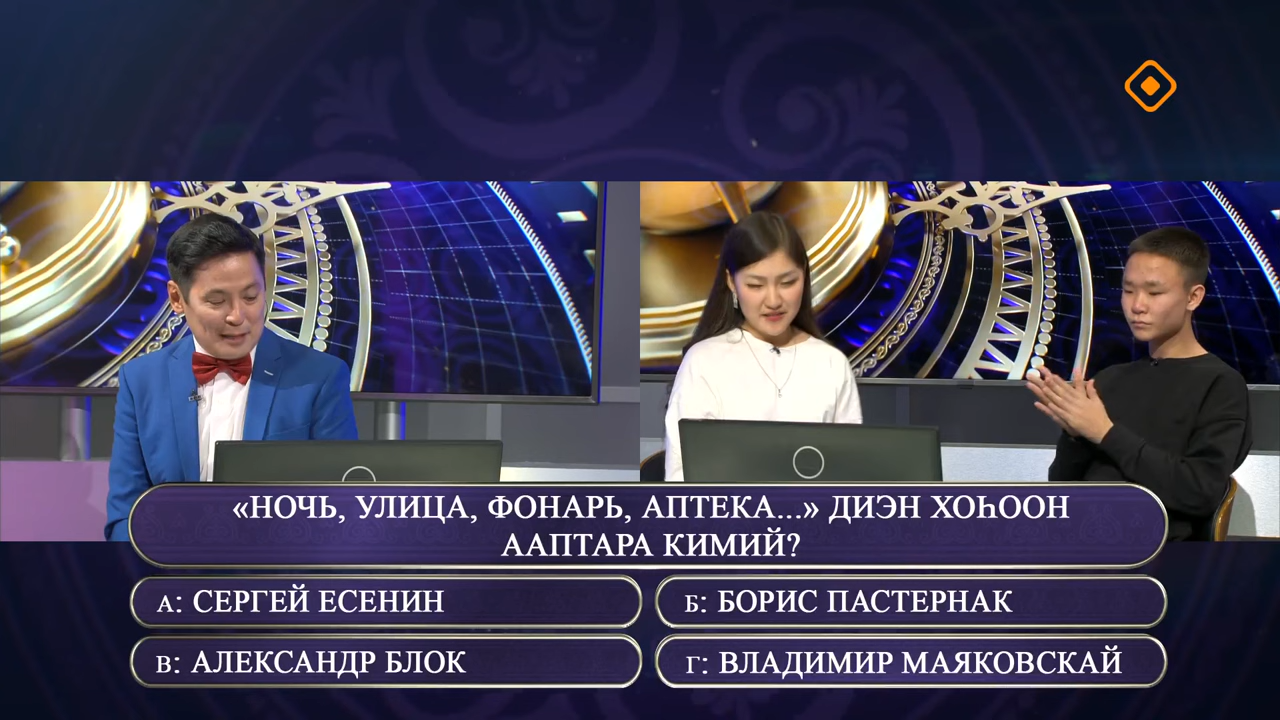 «НОЧЬ, УЛИЦА, ФОНАРЬ, АПТЕКА...» ДИЭН ХОҺООН
ААПТАРА КИМИЙ?
А: СЕРГЕЙ ЕСЕНИН
Б: БОРИС ПАСТЕРНАК
В: АЛЕКСАНДР БЛОК
Г: ВЛАДИМИР МАЯКОВСКАЙ